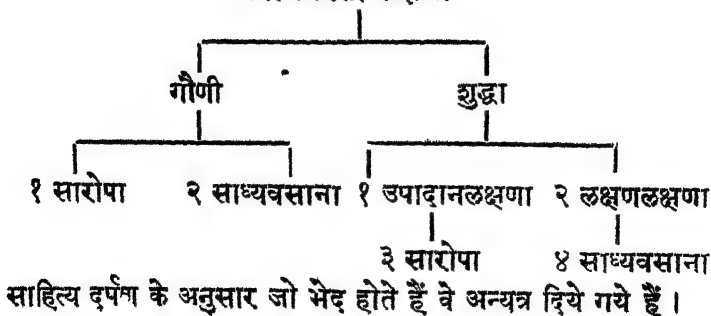 गौणी शुद्धा
१ सारोपा २ साध्यवसाना १ उपादानलक्षणा २ लक्षणलक्षणा
३ सारोपा ४ साध्यवसाना
साहित्य दर्पण के अनुसार जो भेद होते हैं वे अन्यत्र दिये गये हैं।